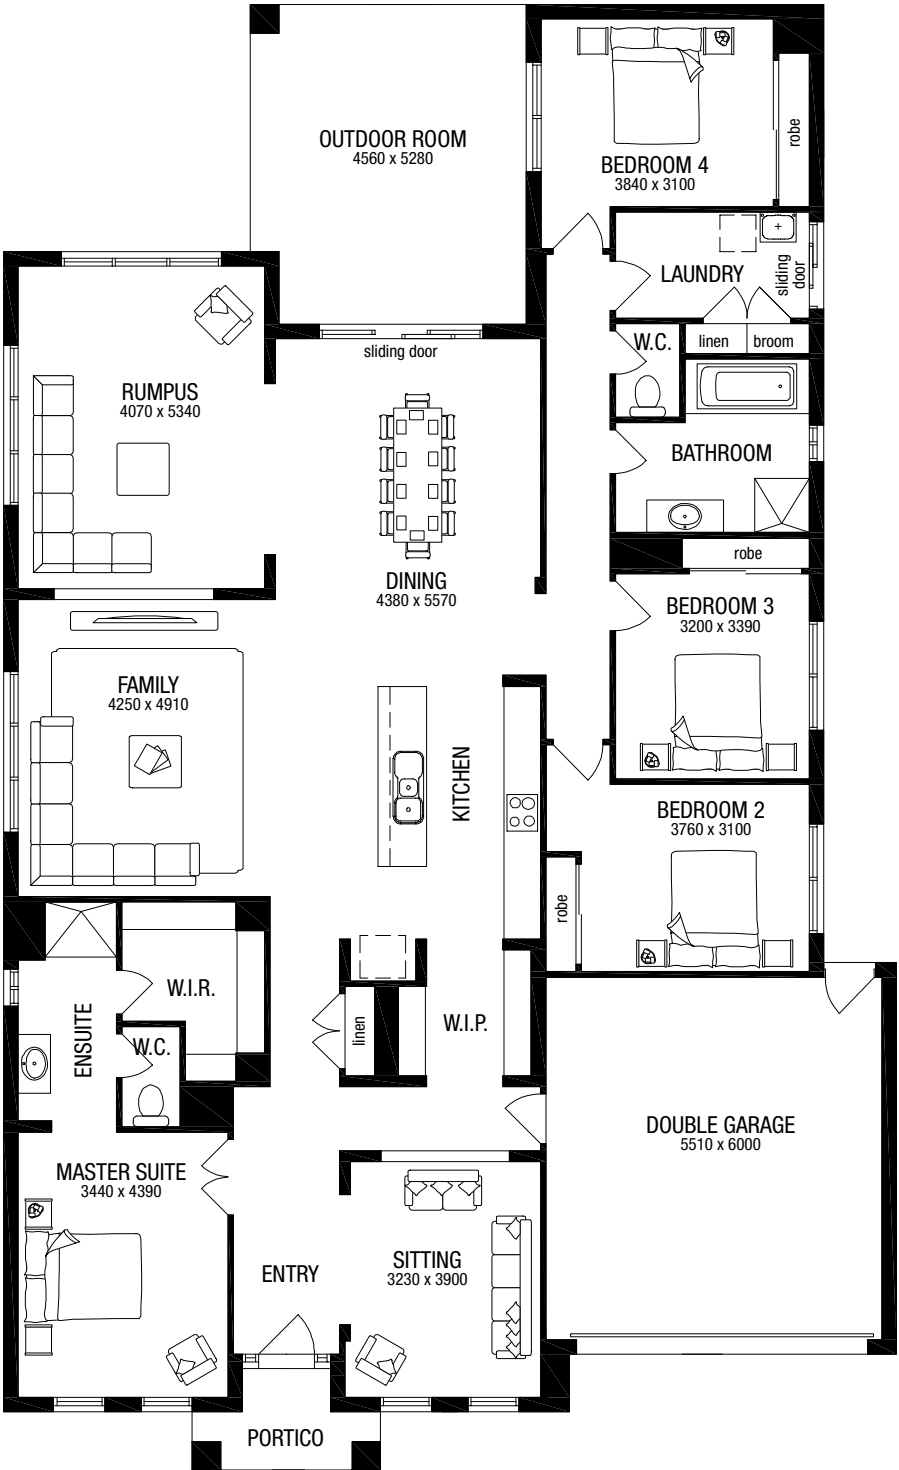 OUTDOOR ROOM
4560 x 5280
BEDROOM 4
3840 x 3100
robe
LAUNDRY
sliding
door
W.C.
linen
broom
sliding door
RUMPUS
4070 x 5340
BATHROOM
robe
DINING
4380 x 5570
BEDROOM 3
3200 x 3390
FAMILY
4250 x 4910
KITCHEN
BEDROOM 2
3760 x 3100
robe
W.I.R.
ENSUITE
W.C.
linen
W.I.P.
DOUBLE GARAGE
5510 x 6000
MASTER SUITE
3440 x 4390
ENTRY
SITTING
3230 x 3900
PORTICO